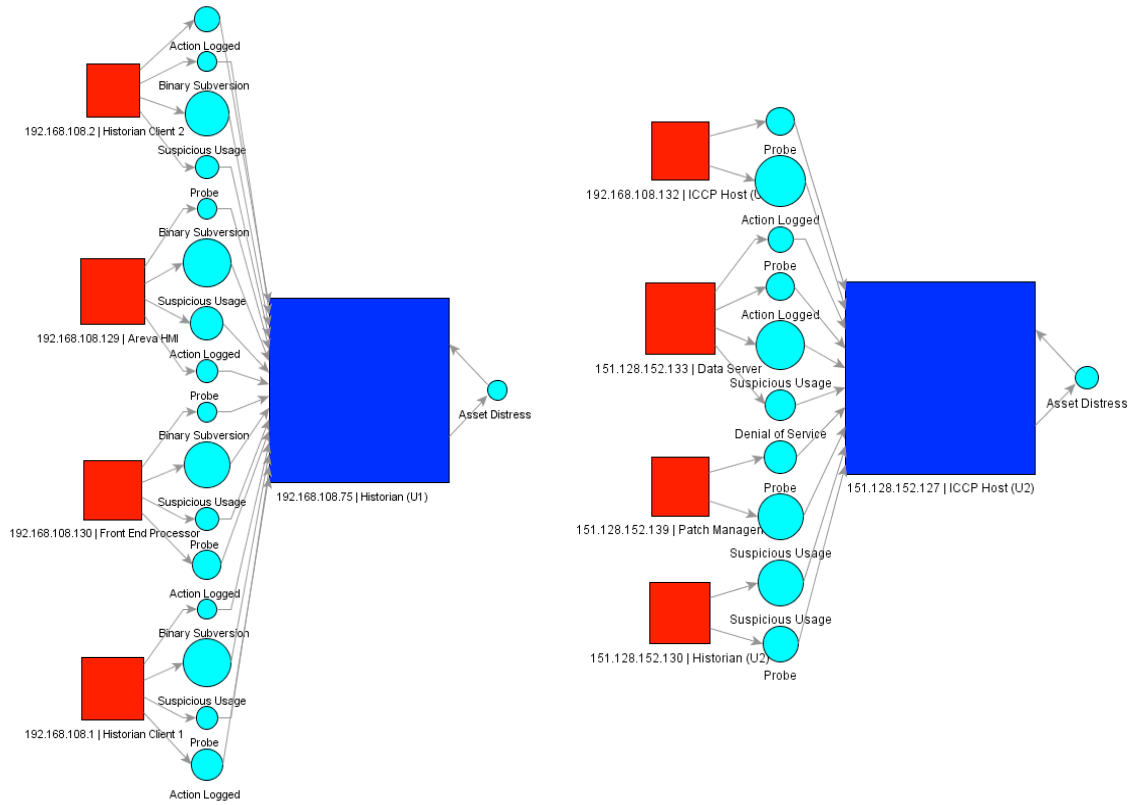 Action Logged
Binary Subversion
192.168.108.2 | Historian Client 2
Suspicious Usage
Probe
Binary Subversion
Suspicious Usage
192.168.108.129 | Areva HMI
Action Logged
Probe
Binary Subversion
Suspicious Usage
192.168.108.130 | Front End Processor
Probe
Action Logged
Binary Subversion
Suspicious Usage
192.168.108.1 | Historian Client 1
Probe
Action Logged
192.168.108.75 | Historian (U1)
Asset Distress
Probe
192.168.108.132 | ICCP Host (U
Action Logged
Probe
Action Logged
151.128.152.133 | Data Server
Suspicious Usage
Denial of Service
Probe
151.128.152.139 | Patch Managem
Suspicious Usage
Suspicious Usage
151.128.152.130 | Historian (U2)
Probe
151.128.152.127 | ICCP Host (U2)
Asset Distress